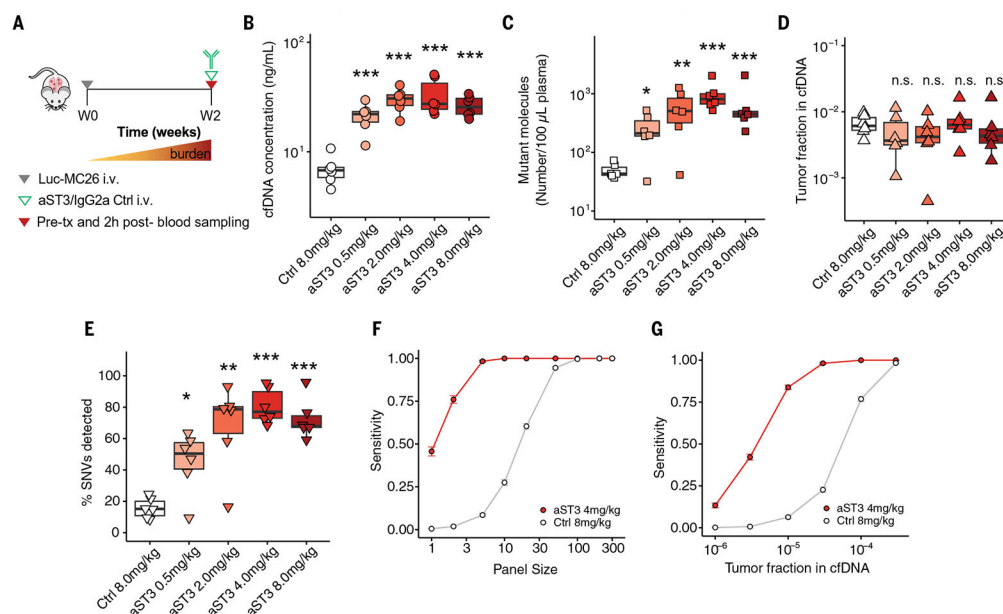 A
W0
W2
Time (weeks)
burden
Luc-MC26 i.v.
aST3/IgG2a Ctrl i.v.
Pre-tx and 2h post- blood sampling
B
cfDNA concentration (ng/mL)
10²
10¹
***
***
***
***
Ctrl 8.0mg/kg
aST3 0.5mg/kg
aST3 2.0mg/kg
aST3 4.0mg/kg
aST3 8.0mg/kg
C
Mutant molecules
(Number/100 µL plasma)
10³
10²
10¹
*
**
***
***
Ctrl 8.0mg/kg
aST3 0.5mg/kg
aST3 2.0mg/kg
aST3 4.0mg/kg
aST3 8.0mg/kg
D
Tumor fraction in cfDNA
10⁻¹
10⁻²
10⁻³
n.s.
n.s.
n.s.
n.s.
Ctrl 8.0mg/kg
aST3 0.5mg/kg
aST3 2.0mg/kg
aST3 4.0mg/kg
aST3 8.0mg/kg
E
% SNVs detected
100
80
60
40
20
0
*
**
***
***
Ctrl 8.0mg/kg
aST3 0.5mg/kg
aST3 2.0mg/kg
aST3 4.0mg/kg
aST3 8.0mg/kg
F
Sensitivity
1.00
0.75
0.50
0.25
0.00
aST3 4mg/kg
Ctrl 8mg/kg
1 3 5 10 30 50 100 300
Panel Size
G
Sensitivity
1.00
0.75
0.50
0.25
0.00
aST3 4mg/kg
Ctrl 8mg/kg
10⁻⁶ 10⁻⁵ 10⁻⁴
Tumor fraction in cfDNA